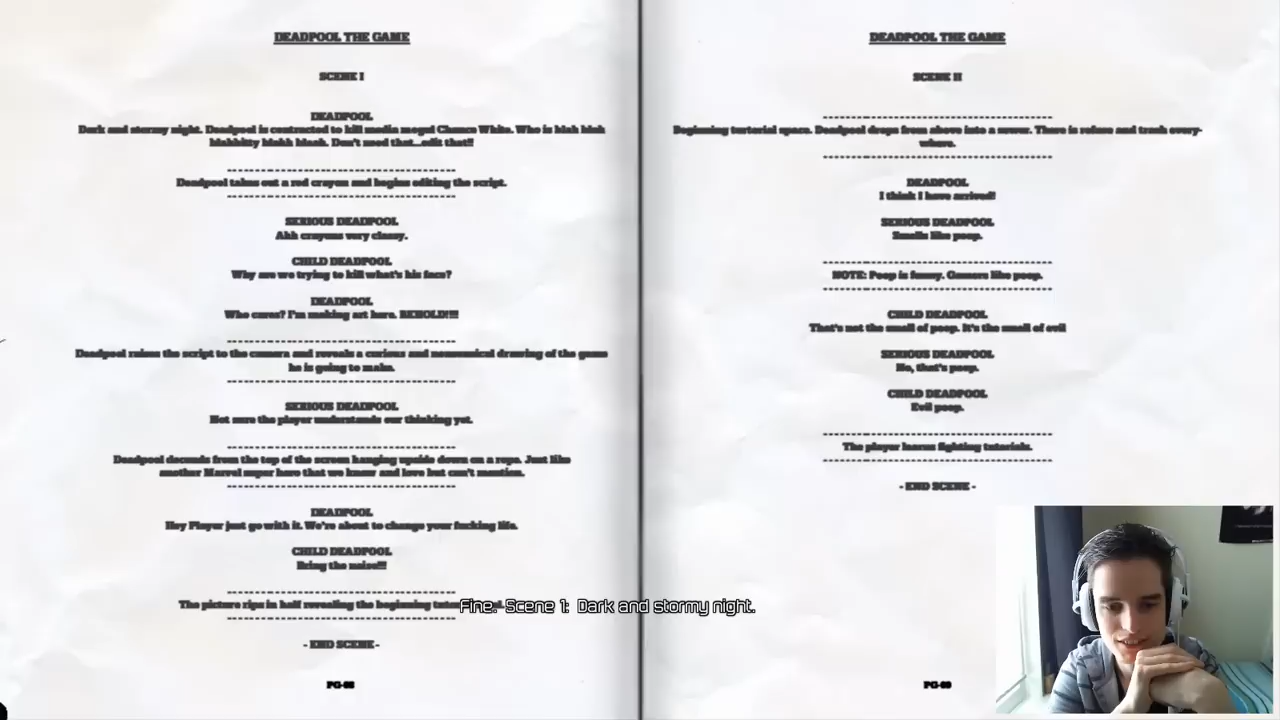 DEADPOOL THE GAME
SCENE I
DEADPOOL
Dark and stormy night. Deadpool is contracted to kill media mogul Chance White. Who is blah blah
blahbitty blahh blaah. Don't need that...edit that!!
Deadpool takes out a red crayon and begins editing the script.
SERIOUS DEADPOOL
Ahh crayons very classy.
CHILD DEADPOOL
Why are we trying to kill what's his face?
DEADPOOL
Who cares? I'm making art here. BEHOLD!!!!
Deadpool raises the script to the camera and reveals a curious and nonsensical drawing of the game
he is going to make.
SERIOUS DEADPOOL
Not sure the player understands our thinking yet.
Deadpool decends from the top of the screen hanging upside down on a rope. Just like
another Marvel super hero that we know and love but can't mention.
DEADPOOL
Hey Player just go with it. We're about to change your fucking life.
CHILD DEADPOOL
Bring the noise!!!
The picture rips in half revealing the beginning
- END SCENE -
PG-02
DEADPOOL THE GAME
SCENE II
Beginning tortorial space. Deadpool drops from above into a sewer. There is refuse and trash every-
where.
DEADPOOL
I think I have arrived!
SERIOUS DEADPOOL
Smells like poop.
NOTE: Poop is funny. Gamers like poop.
CHILD DEADPOOL
That's not the smell of poop. It's the smell of evil
SERIOUS DEADPOOL
No, that's poop.
CHILD DEADPOOL
Evil poop.
The player learns fighting tutorials.
- END SCENE -
Fine. Scene 1: Dark and stormy night.